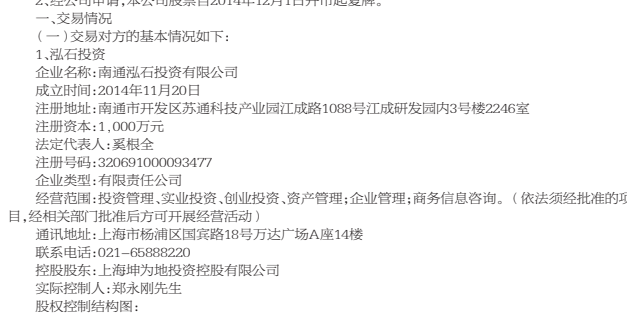 2、经公司申请,本公司股票自2014年12月1日开市起复牌。
一、交易情况
(一)交易对方的基本情况如下:
1、泓石投资
企业名称:南通泓石投资有限公司
成立时间:2014年11月20日
注册地址:南通市开发区苏通科技产业园江成路1088号江成研发园内3号楼2246室
注册资本:1,000万元
法定代表人:奚根全
注册号码:320691000093477
企业类型:有限责任公司
经营范围:投资管理、实业投资、创业投资、资产管理;企业管理;商务信息咨询。(依法须经批准的项
目,经相关部门批准后方可开展经营活动)
通讯地址:上海市杨浦区国宾路18号万达广场A座14楼
联系电话:021-65888220
控股股东:上海坤为地投资控股有限公司
实际控制人:郑永刚先生
股权控制结构图: